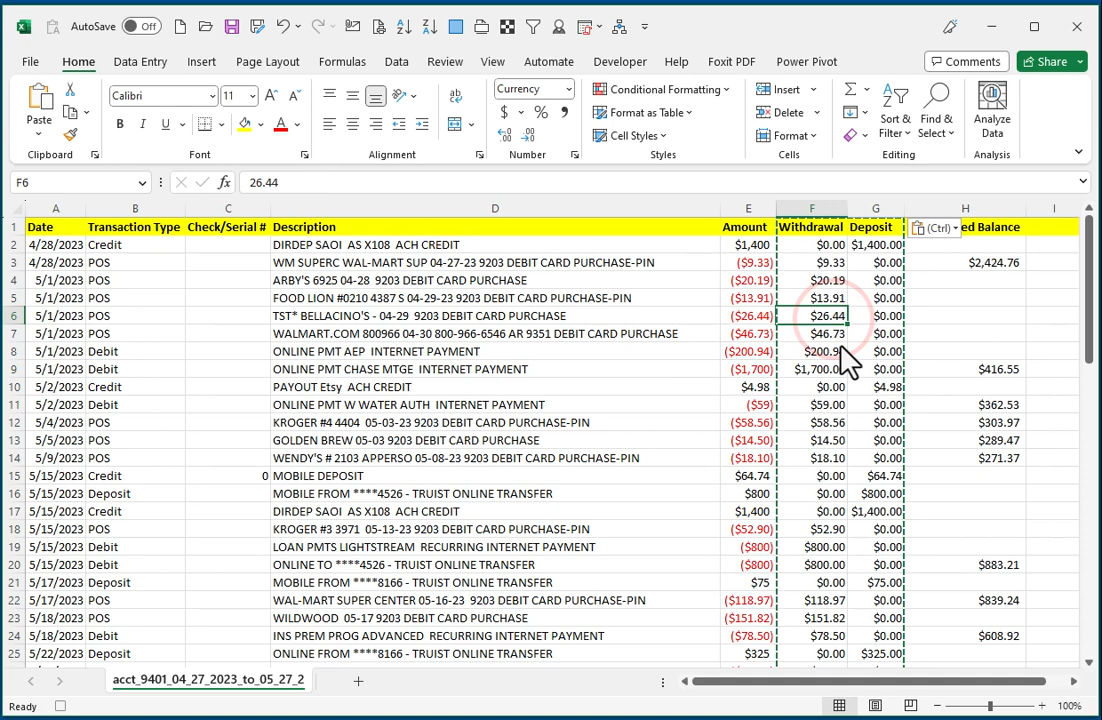 AutoSave Off
File Home Data Entry Insert Page Layout Formulas Data Review View Automate Developer Help Foxit PDF Power Pivot Comments Share
Paste
Clipboard
Calibri 11
B I U
Font
Alignment
Currency
$ % ,
Number
Conditional Formatting
Format as Table
Cell Styles
Styles
Insert
Delete
Format
Cells
Sort & Filter
Find & Select
Editing
Analyze Data
Analysis
F6 fx 26.44
A B C D E F G H I
1 Date Transaction Type Check/Serial # Description Amount Withdrawal Deposit (Ctrl) ed Balance
2 4/28/2023 Credit DIRDEP SAOI AS X108 ACH CREDIT $1,400 $0.00 $1,400.00
3 4/28/2023 POS WM SUPERC WAL-MART SUP 04-27-23 9203 DEBIT CARD PURCHASE-PIN ($9.33) $9.33 $0.00 $2,424.76
4 5/1/2023 POS ARBY'S 6925 04-28 9203 DEBIT CARD PURCHASE ($20.19) $20.19 $0.00
5 5/1/2023 POS FOOD LION #0210 4387 S 04-29-23 9203 DEBIT CARD PURCHASE-PIN ($13.91) $13.91 $0.00
6 5/1/2023 POS TST* BELLACINO'S - 04-29 9203 DEBIT CARD PURCHASE ($26.44) $26.44 $0.00
7 5/1/2023 POS WALMART.COM 800966 04-30 800-966-6546 AR 9351 DEBIT CARD PURCHASE ($46.73) $46.73 $0.00
8 5/1/2023 Debit ONLINE PMT AEP INTERNET PAYMENT ($200.94) $200.9 $0.00
9 5/1/2023 Debit ONLINE PMT CHASE MTGE INTERNET PAYMENT ($1,700) $1,700.0 $0.00 $416.55
10 5/2/2023 Credit PAYOUT Etsy ACH CREDIT $4.98 $0.00 $4.98
11 5/2/2023 Debit ONLINE PMT W WATER AUTH INTERNET PAYMENT ($59) $59.00 $0.00 $362.53
12 5/4/2023 POS KROGER #4 4404 05-03-23 9203 DEBIT CARD PURCHASE-PIN ($58.56) $58.56 $0.00 $303.97
13 5/5/2023 POS GOLDEN BREW 05-03 9203 DEBIT CARD PURCHASE ($14.50) $14.50 $0.00 $289.47
14 5/9/2023 POS WENDY'S # 2103 APPERSO 05-08-23 9203 DEBIT CARD PURCHASE-PIN ($18.10) $18.10 $0.00 $271.37
15 5/15/2023 Credit 0 MOBILE DEPOSIT $64.74 $0.00 $64.74
16 5/15/2023 Deposit MOBILE FROM ****4526 - TRUIST ONLINE TRANSFER $800 $0.00 $800.00
17 5/15/2023 Credit DIRDEP SAOI AS X108 ACH CREDIT $1,400 $0.00 $1,400.00
18 5/15/2023 POS KROGER #3 3971 05-13-23 9203 DEBIT CARD PURCHASE-PIN ($52.90) $52.90 $0.00
19 5/15/2023 Debit LOAN PMTS LIGHTSTREAM RECURRING INTERNET PAYMENT ($800) $800.00 $0.00
20 5/15/2023 Debit ONLINE TO ****4526 - TRUIST ONLINE TRANSFER ($800) $800.00 $0.00 $883.21
21 5/17/2023 Deposit MOBILE FROM ****8166 - TRUIST ONLINE TRANSFER $75 $0.00 $75.00
22 5/17/2023 POS WAL-MART SUPER CENTER 05-16-23 9203 DEBIT CARD PURCHASE-PIN ($118.97) $118.97 $0.00 $839.24
23 5/18/2023 POS WILDWOOD 05-17 9203 DEBIT CARD PURCHASE ($151.82) $151.82 $0.00
24 5/18/2023 Debit INS PREM PROG ADVANCED RECURRING INTERNET PAYMENT ($78.50) $78.50 $0.00 $608.92
25 5/22/2023 Deposit ONLINE FROM ****8166 - TRUIST ONLINE TRANSFER $325 $0.00 $325.00
acct_9401_04_27_2023_to_05_27_2
Ready 100%